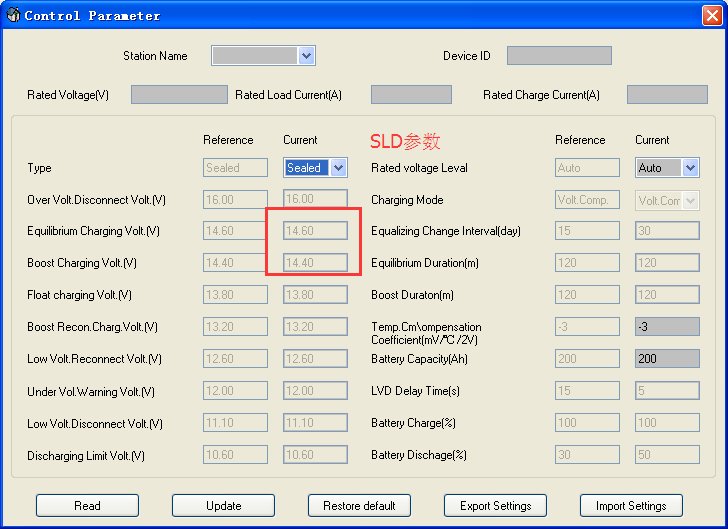 Control Parameter
Station Name Device ID
Rated Voltage(V) Rated Load Current(A) Rated Charge Current(A)
Reference Current SLD参数 Reference Current
Type Sealed Sealed Rated voltage Leval Auto Auto
Over Volt.Disconnect Volt.(V) 16.00 16.00 Charging Mode Volt.Comp. Volt.Com
Equilibrium Charging Volt.(V) 14.60 14.60 Equalizing Change Interval(day) 15 30
Boost Charging Volt.(V) 14.40 14.40 Equilibrium Duration(m) 120 120
Float charging Volt.(V) 13.80 13.80 Boost Duraton(m) 120 120
Boost Recon.Charg.Volt.(V) 13.20 13.20 Temp.Cm\ompensation
Coefficient(mV/℃/2V) -3 -3
Low Volt.Reconnect Volt.(V) 12.60 12.60 Battery Capacity(Ah) 200 200
Under Vol.Warning Volt.(V) 12.00 12.00 LVD Delay Time(s) 15 5
Low Volt.Disconnect Volt.(V) 11.10 11.10 Battery Charge(%) 100 100
Discharging Limit Volt.(V) 10.60 10.60 Battery Dischage(%) 30 50
Read Update Restore default Export Settings Import Settings